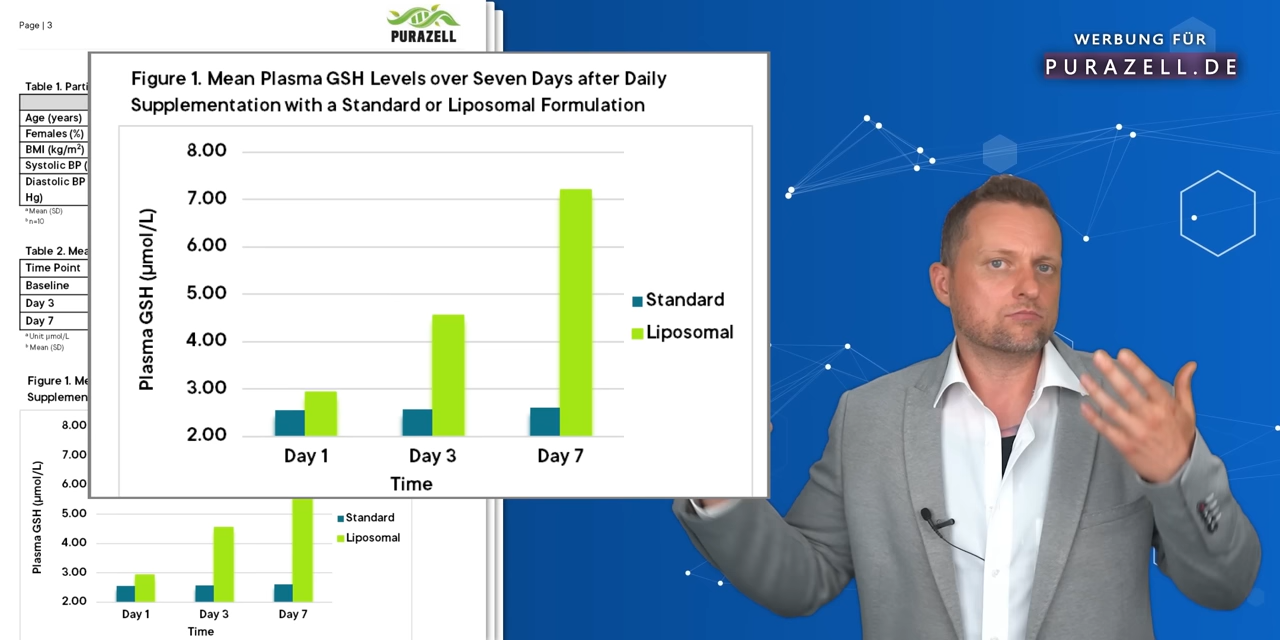 Page | 3
PURAZELL
WERBUNG FÜR
PURAZELL.DE
Table 1. Parti
Age (years)
Females (%)
BMI (kg/m²)
Systolic BP (
Diastolic BP
Hg)
ᵃ Mean (SD)
ᵇ n=10
Table 2. Mea
Time Point
Baseline
Day 3
Day 7
ᵃ Unit µmol/L
ᵇ Mean (SD)
Figure 1. Me
Supplemen
8.00
7.00
6.00
5.00
4.00
3.00
2.00
Plasma GSH (µmol/L)
Day 1 Day 3 Day 7
Time
Standard
Liposomal
Figure 1. Mean Plasma GSH Levels over Seven Days after Daily
Supplementation with a Standard or Liposomal Formulation
8.00
7.00
6.00
5.00
4.00
3.00
2.00
Plasma GSH (µmol/L)
Day 1 Day 3 Day 7
Time
Standard
Liposomal